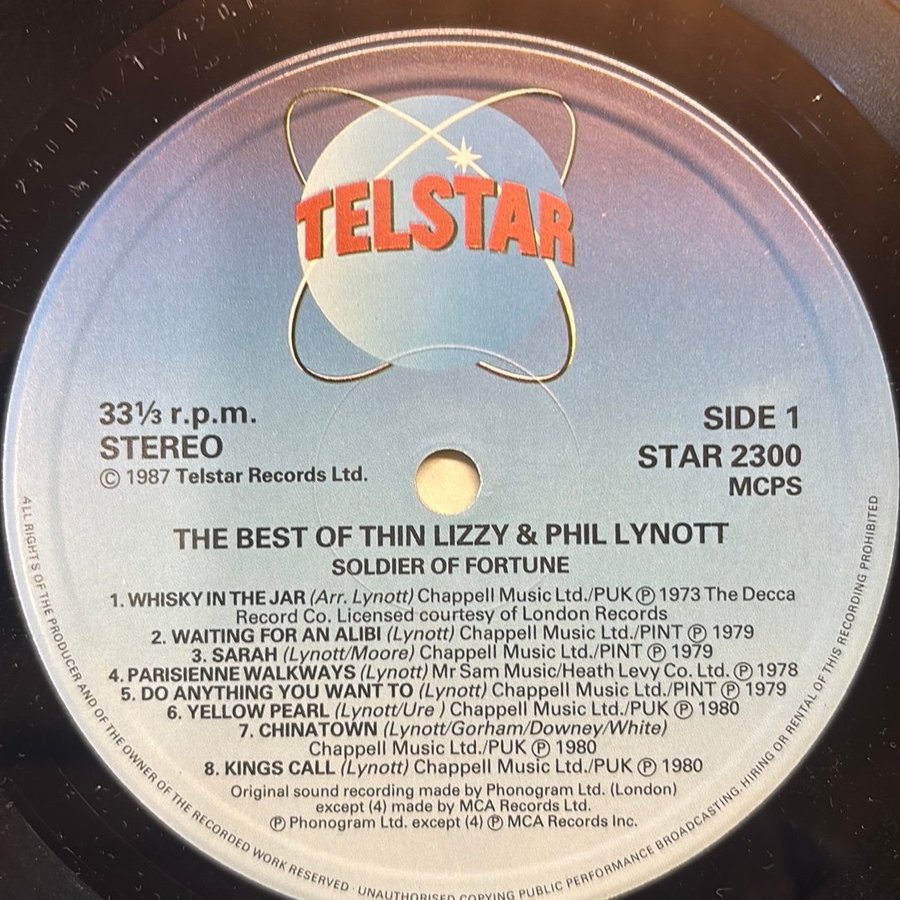 TELSTAR
33⅓ r.p.m.
STEREO
© 1987 Telstar Records Ltd.
SIDE 1
STAR 2300
MCPS
THE BEST OF THIN LIZZY & PHIL LYNOTT
SOLDIER OF FORTUNE
1. WHISKY IN THE JAR (Arr. Lynott) Chappell Music Ltd./PUK ℗ 1973 The Decca
Record Co. Licensed courtesy of London Records
2. WAITING FOR AN ALIBI (Lynott) Chappell Music Ltd./PINT ℗ 1979
3. SARAH (Lynott/Moore) Chappell Music Ltd./PINT ℗ 1979
4. PARISIENNE WALKWAYS (Lynott) Mr Sam Music/Heath Levy Co. Ltd. ℗ 1978
5. DO ANYTHING YOU WANT TO (Lynott) Chappell Music Ltd./PINT ℗ 1979
6. YELLOW PEARL (Lynott/Ure ) Chappell Music Ltd./PUK ℗ 1980
7. CHINATOWN (Lynott/Gorham/Downey/White)
Chappell Music Ltd./PUK ℗ 1980
8. KINGS CALL (Lynott) Chappell Music Ltd./PUK ℗ 1980
Original sound recording made by Phonogram Ltd. (London)
except (4) made by MCA Records Ltd.
℗ Phonogram Ltd. except (4) ℗ MCA Records Inc.
ALL RIGHTS OF THE PRODUCER AND OF THE OWNER OF THE RECORDED WORK RESERVED · UNAUTHORISED COPYING PUBLIC PERFORMANCE BROADCASTING, HIRING OR RENTAL OF THIS RECORDING PROHIBITED